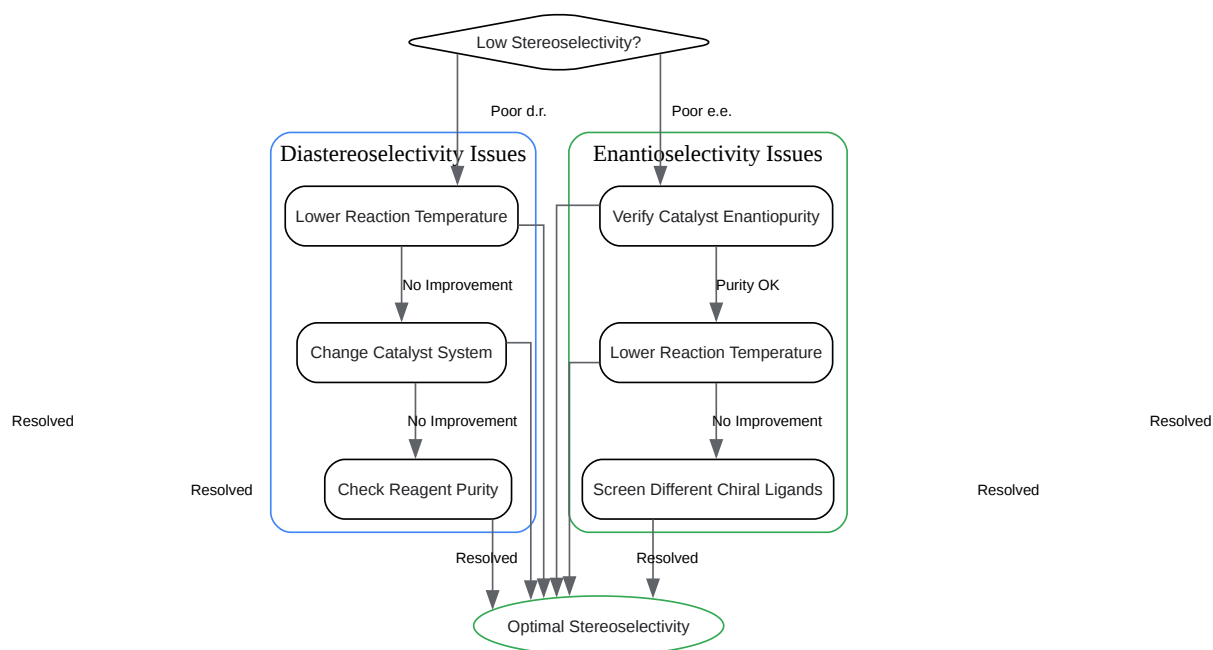 Low Stereoselectivity?
Poor d.r.
Poor e.e.
Diastereoselectivity Issues
Enantioselectivity Issues
Lower Reaction Temperature
Verify Catalyst Enantiopurity
No Improvement
Purity OK
Change Catalyst System
Lower Reaction Temperature
Resolved
No Improvement
No Improvement
Resolved
Resolved
Check Reagent Purity
Screen Different Chiral Ligands
Resolved
Resolved
Resolved
Optimal Stereoselectivity